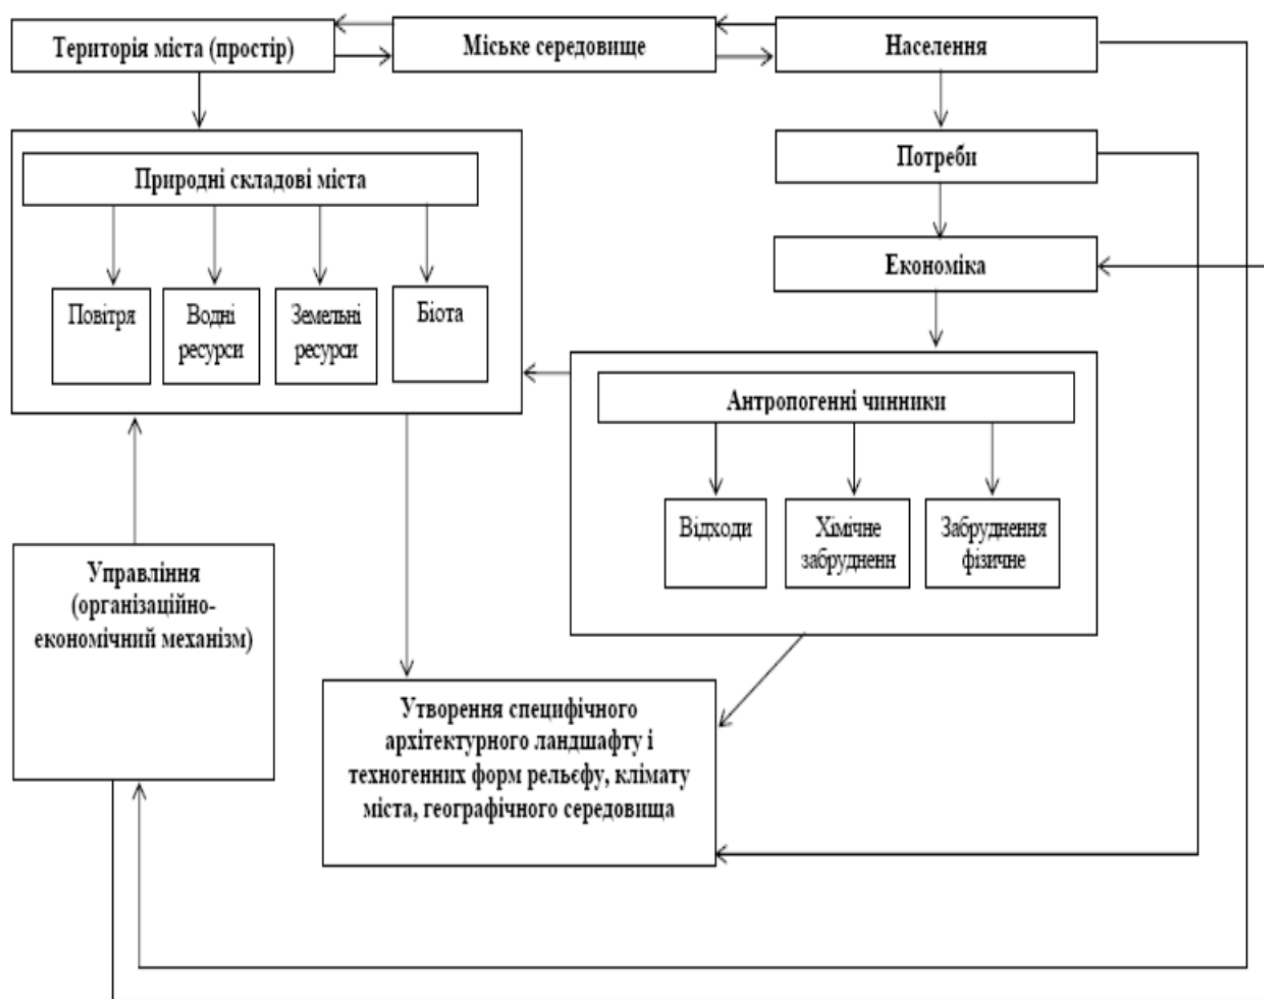 Територія міста (простір)
Міське середовище
Населення
Потреби
Природні складові міста
Економіка
Повітря
Водні
ресурси
Земельні
ресурси
Біота
Антропогенні чинники
Відходи
Хімічне
забрудненн
Забруднення
фізичне
Управління
(організаційно-
економічний механізм)
Утворення специфічного
архітектурного ландшафту і
техногенних форм рельєфу, клімату
міста, географічного середовища